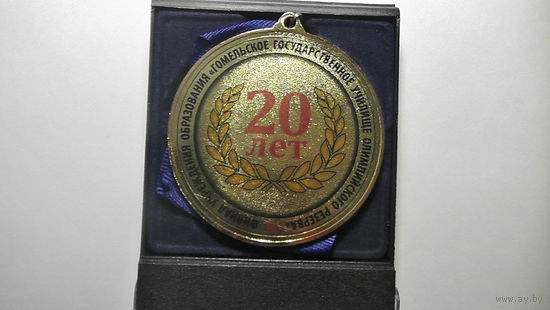 ФИЛИАЛ УЧРЕЖДЕНИЯ ОБРАЗОВАНИЯ «ГОМЕЛЬСКОЕ ГОСУДАРСТВЕННОЕ УЧИЛИЩЕ ОЛИМПИЙСКОГО РЕЗЕРВА»
20
лет
www.ay.by